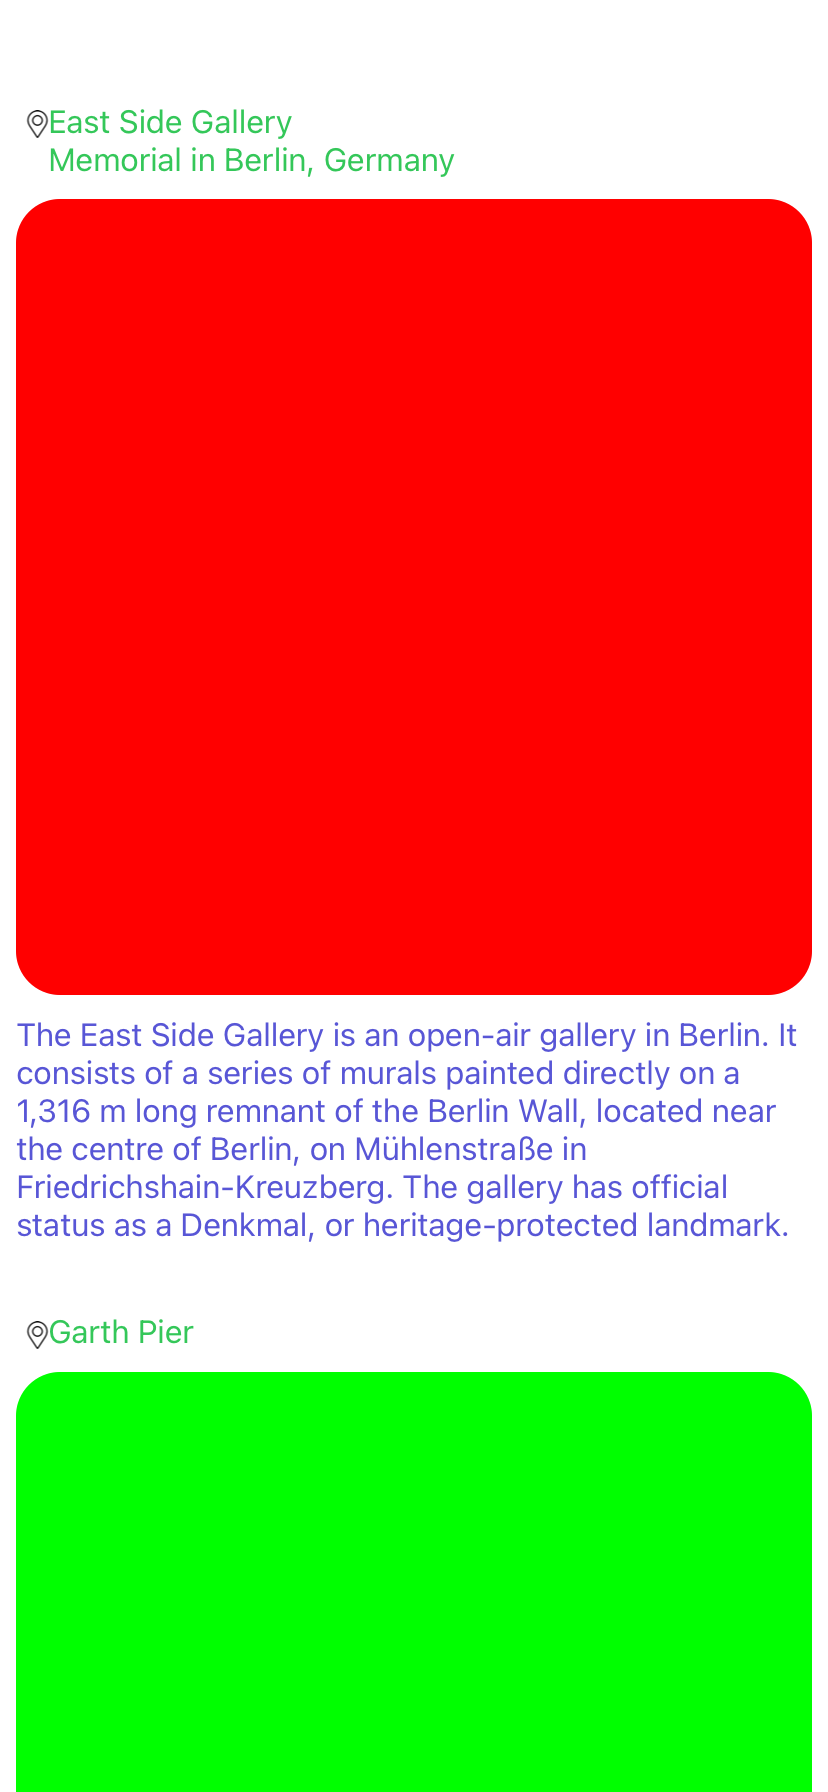 East Side Gallery
Memorial in Berlin, Germany
The East Side Gallery is an open-air gallery in Berlin. It
consists of a series of murals painted directly on a
1,316 m long remnant of the Berlin Wall, located near
the centre of Berlin, on Mühlenstraße in
Friedrichshain-Kreuzberg. The gallery has official
status as a Denkmal, or heritage-protected landmark.
Garth Pier